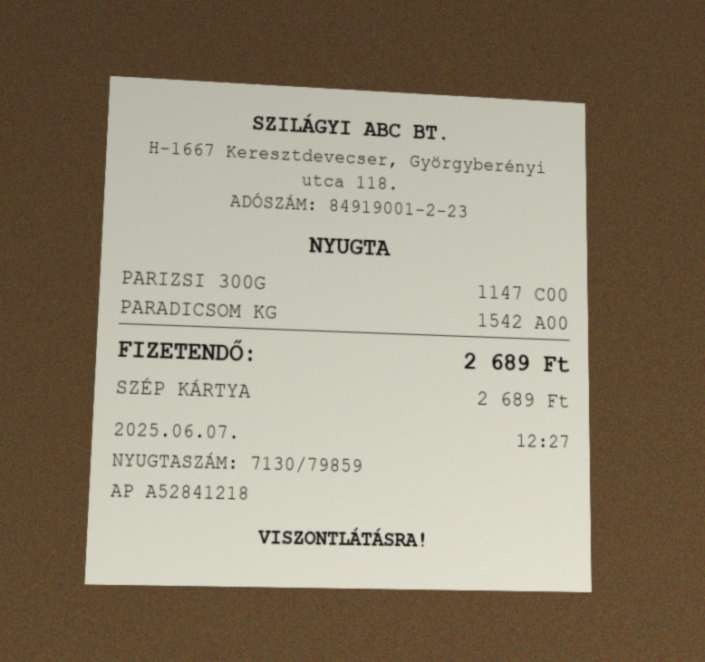 SZILÁGYI ABC BT.
H-1667 Keresztdevecser, Györgyberényi
utca 118.
ADÓSZÁM: 84919001-2-23
NYUGTA
PARIZSI 300G 1147 C00
PARADICSOM KG 1542 A00
FIZETENDŐ: 2 689 Ft
SZÉP KÁRTYA 2 689 Ft
2025.06.07. 12:27
NYUGTASZÁM: 7130/79859
AP A52841218
VISZONTLÁTÁSRA!